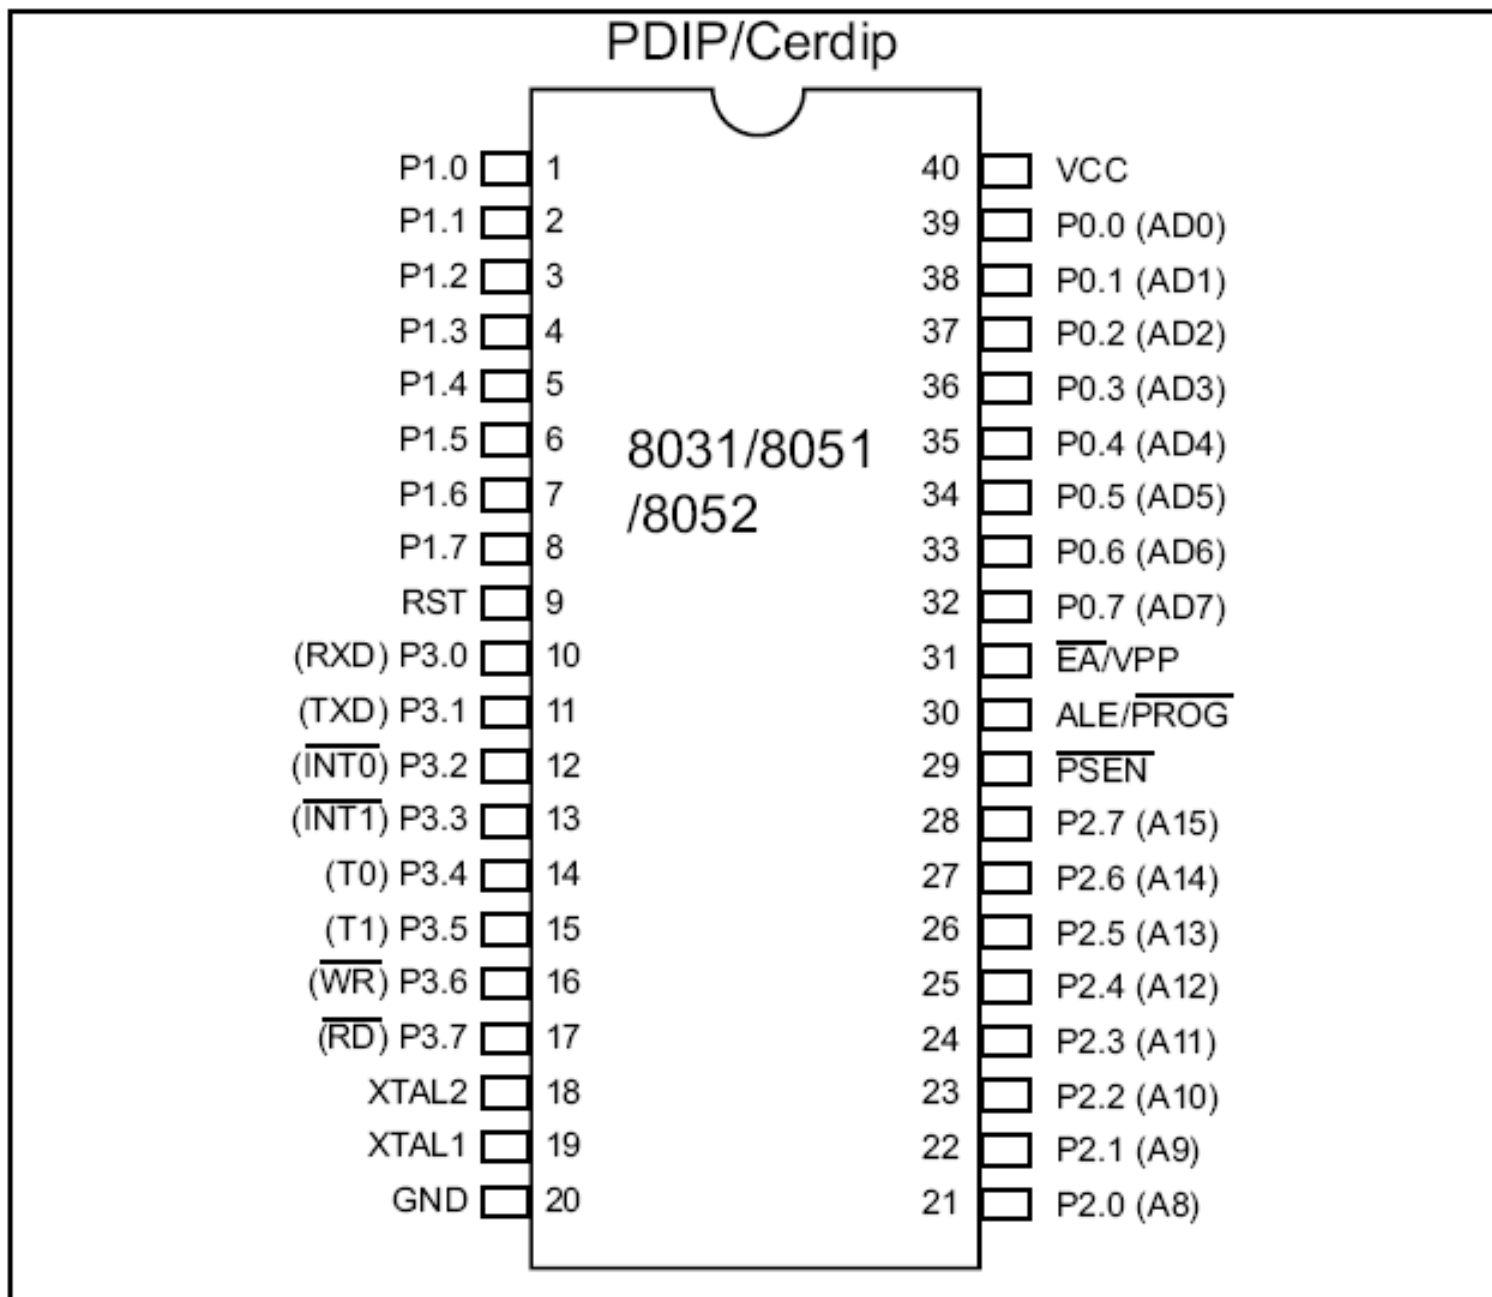 PDIP/Cerdip
P1.0 1 40 VCC
P1.1 2 39 P0.0 (AD0)
P1.2 3 38 P0.1 (AD1)
P1.3 4 37 P0.2 (AD2)
P1.4 5 36 P0.3 (AD3)
P1.5 6 35 P0.4 (AD4)
8031/8051
/8052
P1.6 7 34 P0.5 (AD5)
P1.7 8 33 P0.6 (AD6)
RST 9 32 P0.7 (AD7)
(RXD) P3.0 10 31 E̅A̅/VPP
(TXD) P3.1 11 30 ALE/P̅R̅O̅G̅
(I̅N̅T̅0̅) P3.2 12 29 P̅S̅E̅N̅
(I̅N̅T̅1̅) P3.3 13 28 P2.7 (A15)
(T0) P3.4 14 27 P2.6 (A14)
(T1) P3.5 15 26 P2.5 (A13)
(W̅R̅) P3.6 16 25 P2.4 (A12)
(R̅D̅) P3.7 17 24 P2.3 (A11)
XTAL2 18 23 P2.2 (A10)
XTAL1 19 22 P2.1 (A9)
GND 20 21 P2.0 (A8)